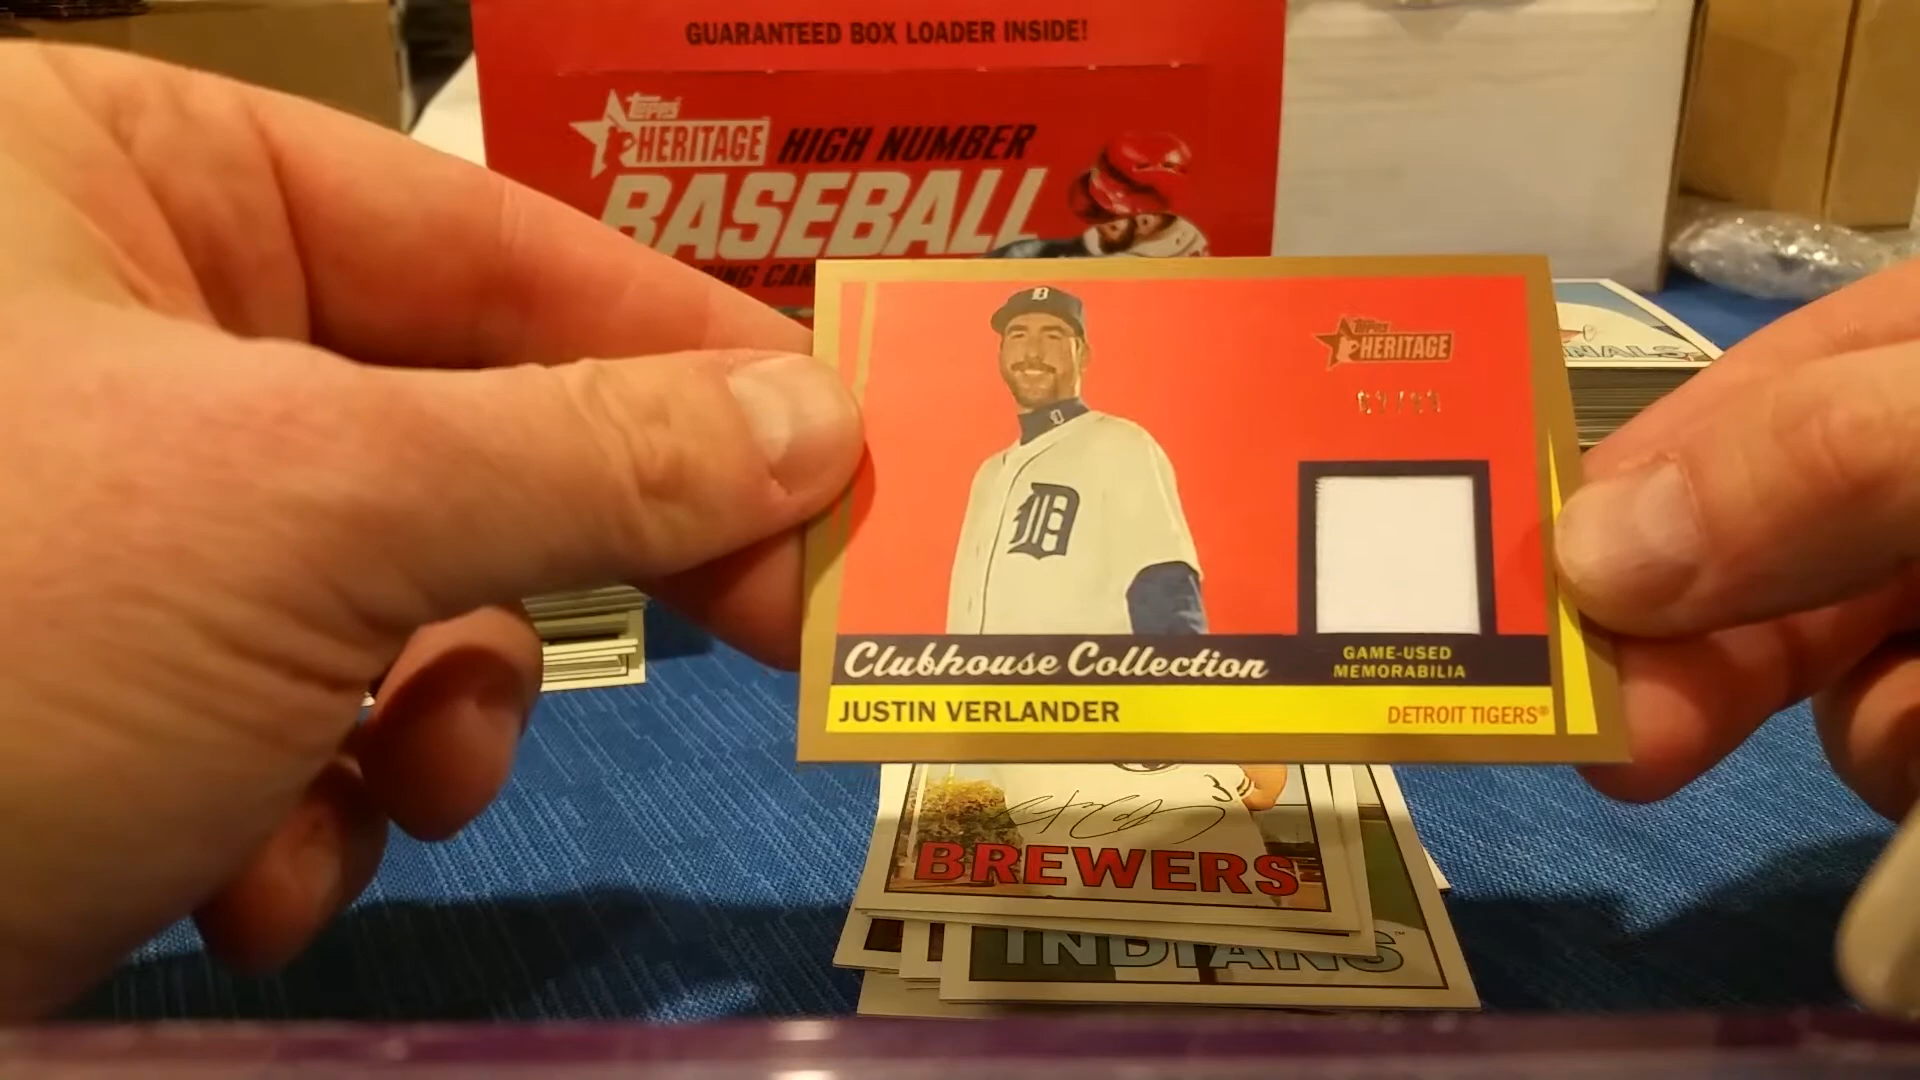 GUARANTEED BOX LOADER INSIDE!
Topps
HERITAGE HIGH NUMBER
BASEBALL
Topps
HERITAGE
D
Clubhouse Collection
GAME-USED
MEMORABILIA
JUSTIN VERLANDER
DETROIT TIGERS®
BREWERS
INDIANS™